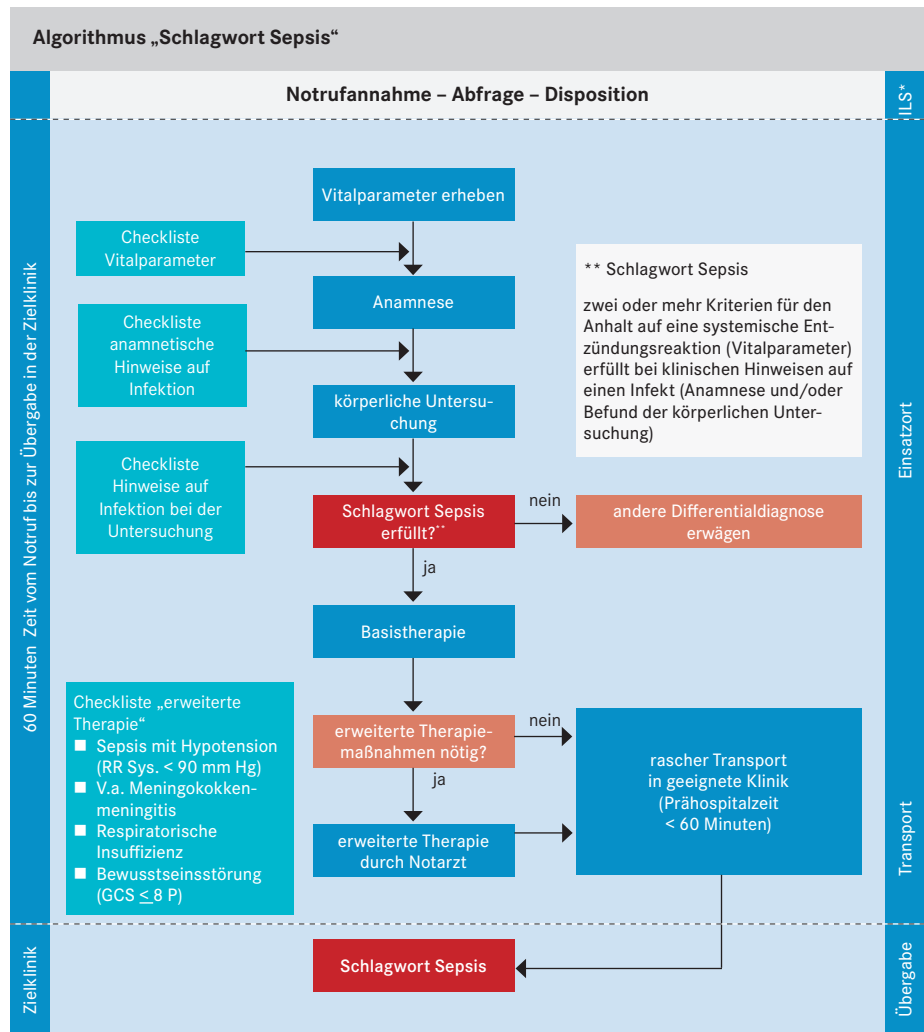 Algorithmus „Schlagwort Sepsis“
Notrufannahme – Abfrage – Disposition
ILS*
60 Minuten Zeit vom Notruf bis zur Übergabe in der Zielklinik
Vitalparameter erheben
Checkliste
Vitalparameter
Anamnese
Checkliste
anamnetische
Hinweise auf
Infektion
körperliche Untersu-
chung
Checkliste
Hinweise auf
Infektion bei der
Untersuchung
** Schlagwort Sepsis
zwei oder mehr Kriterien für den
Anhalt auf eine systemische Ent-
zündungsreaktion (Vitalparameter)
erfüllt bei klinischen Hinweisen auf
einen Infekt (Anamnese und/oder
Befund der körperlichen Unter-
suchung)
Einsatzort
Schlagwort Sepsis
erfüllt?**
nein
andere Differentialdiagnose
erwägen
ja
Basistherapie
Checkliste „erweiterte
Therapie“
Sepsis mit Hypotension
(RR Sys. < 90 mm Hg)
V.a. Meningokokken-
meningitis
Respiratorische
Insuffizienz
Bewusstseinsstörung
(GCS ≤ 8 P)
erweiterte Therapie-
maßnahmen nötig?
nein
ja
erweiterte Therapie
durch Notarzt
rascher Transport
in geeignete Klinik
(Prähospitalzeit
< 60 Minuten)
Transport
Zielklinik
Schlagwort Sepsis
Übergabe